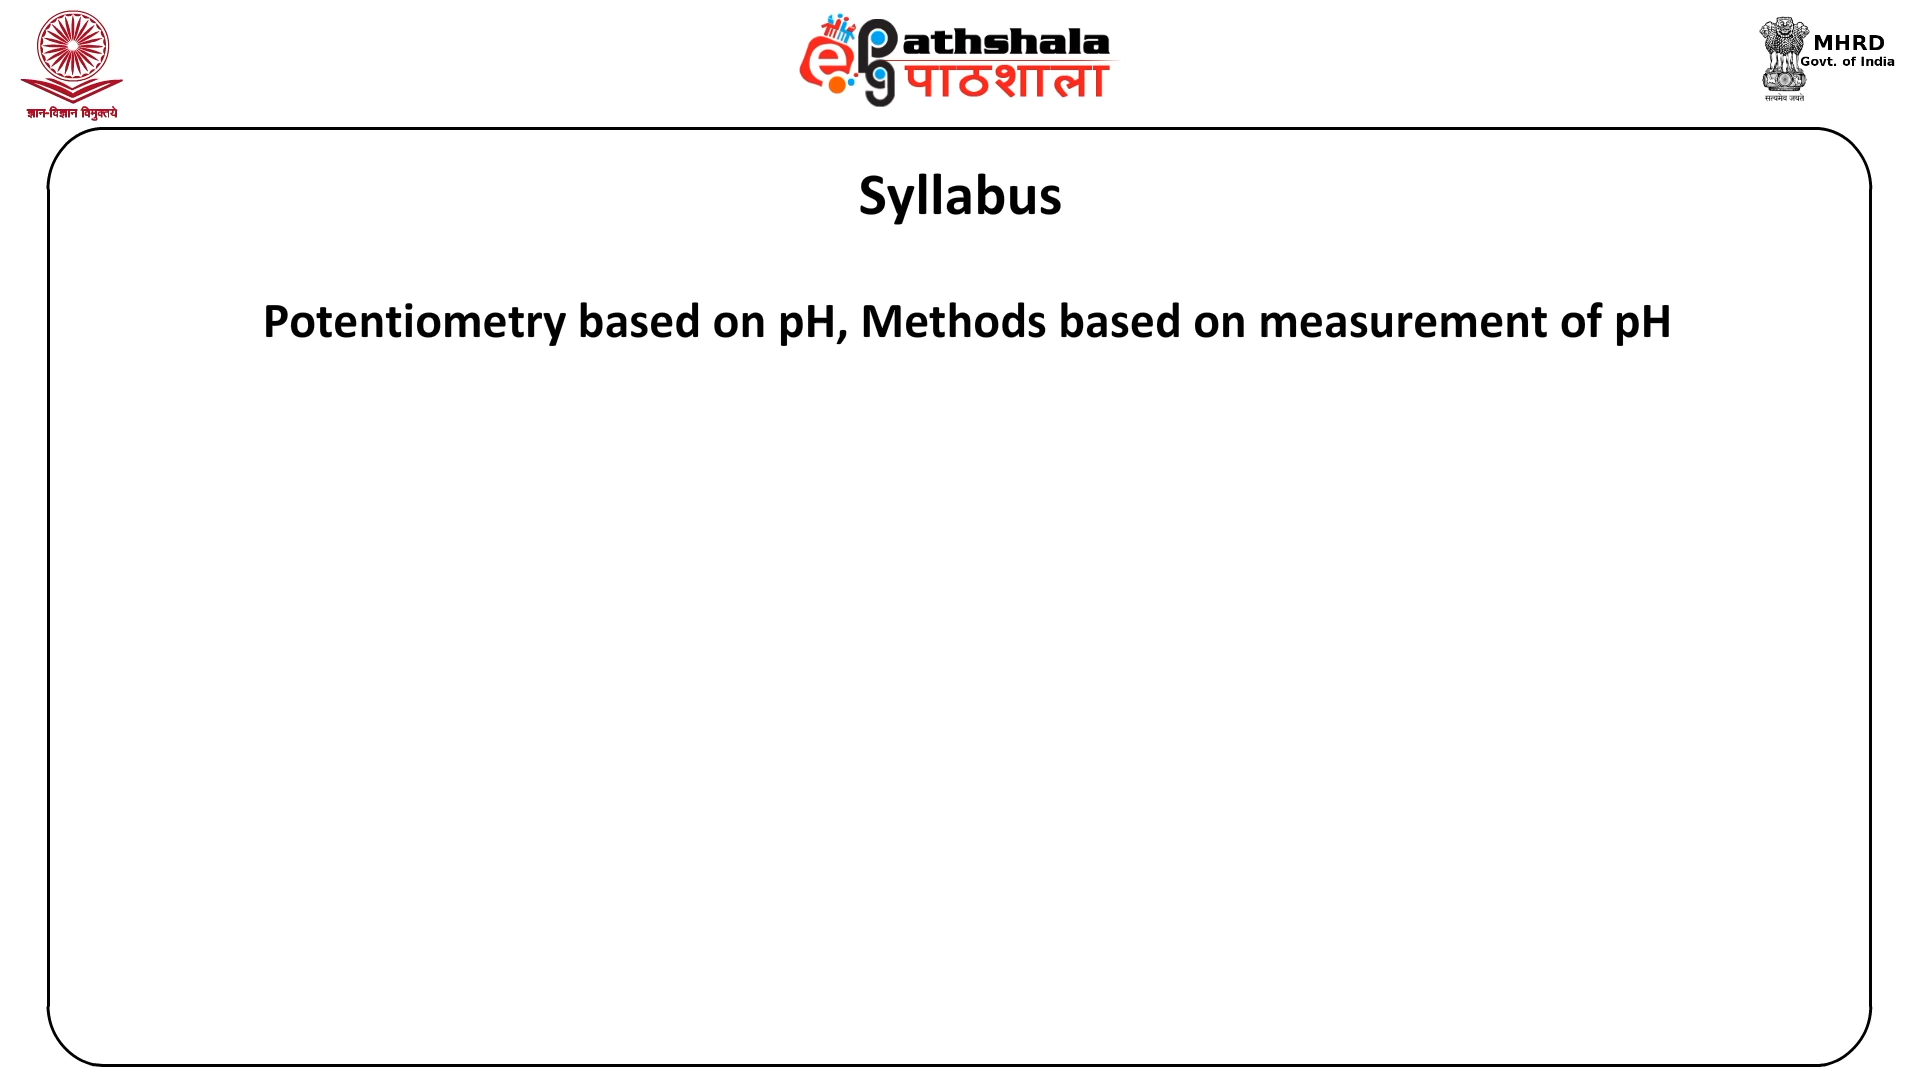 ज्ञान-विज्ञान विमुक्तये
e pg athshala
पाठशाला
MHRD
Govt. of India
सत्यमेव जयते
Syllabus
Potentiometry based on pH, Methods based on measurement of pH